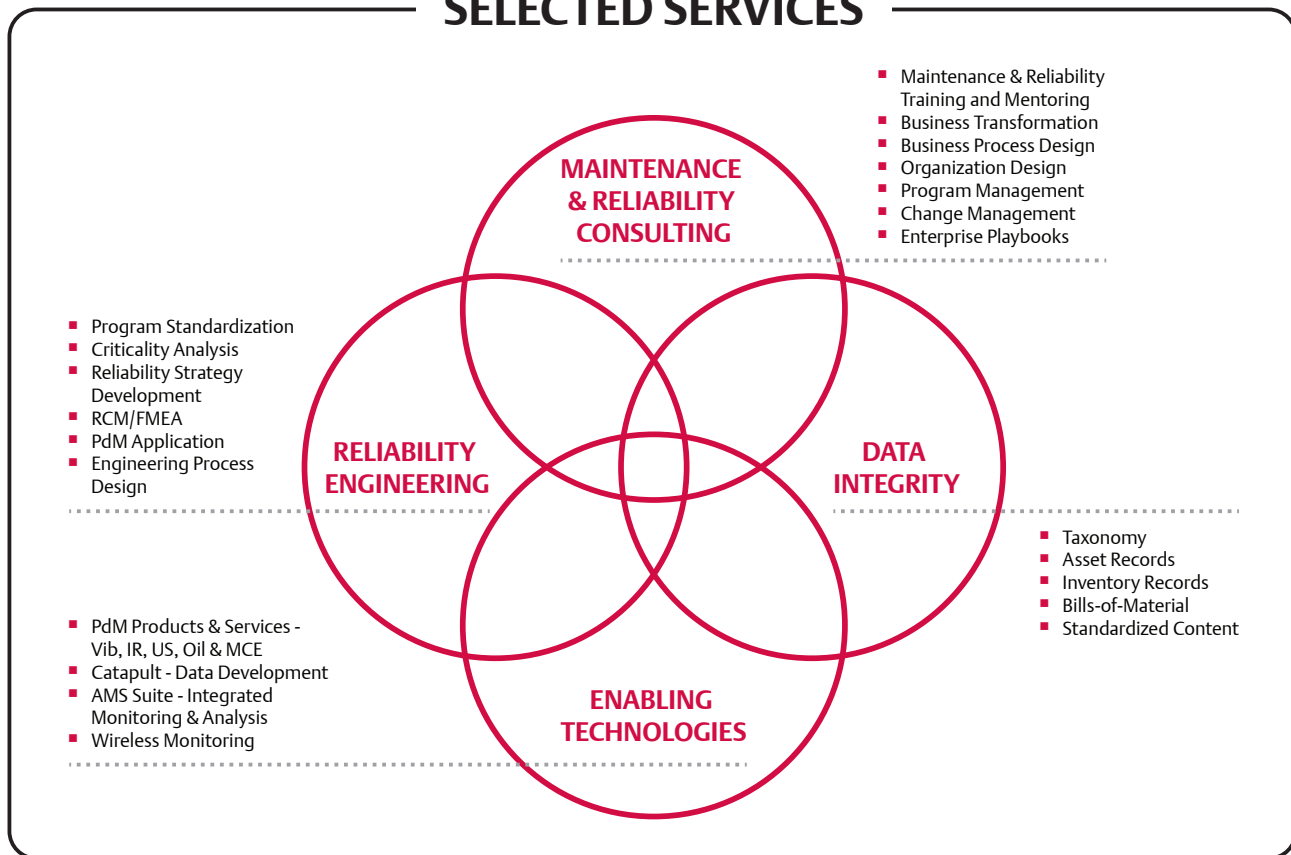 SELECTED SERVICES
MAINTENANCE
& RELIABILITY
CONSULTING
■ Maintenance & Reliability
Training and Mentoring
■ Business Transformation
■ Business Process Design
■ Organization Design
■ Program Management
■ Change Management
■ Enterprise Playbooks
■ Program Standardization
■ Criticality Analysis
■ Reliability Strategy
Development
■ RCM/FMEA
■ PdM Application
■ Engineering Process
Design
RELIABILITY
ENGINEERING
DATA
INTEGRITY
■ Taxonomy
■ Asset Records
■ Inventory Records
■ Bills-of-Material
■ Standardized Content
■ PdM Products & Services -
Vib, IR, US, Oil & MCE
■ Catapult - Data Development
■ AMS Suite - Integrated
Monitoring & Analysis
■ Wireless Monitoring
ENABLING
TECHNOLOGIES